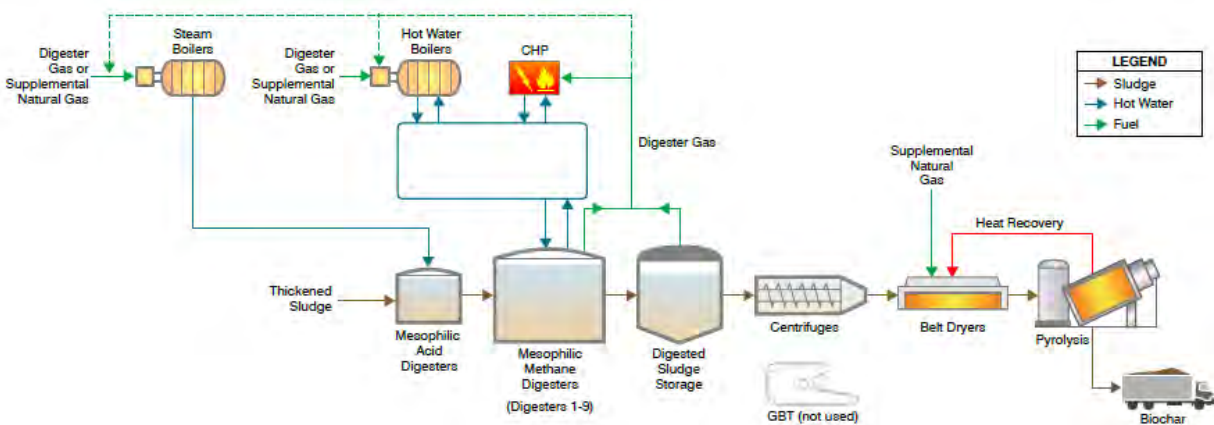 Steam
Boilers
Hot Water
Boilers
CHP
Digester
Gas or
Supplemental
Natural Gas
Digester
Gas or
Supplemental
Natural Gas
LEGEND
Sludge
Hot Water
Fuel
Digester Gas
Supplemental
Natural
Gas
Heat Recovery
Thickened
Sludge
Mesophilic
Acid
Digesters
Mesophilic
Methane
Digesters
(Digesters 1-9)
Digested
Sludge
Storage
Centrifuges
GBT (not used)
Belt Dryers
Pyrolysis
Biochar